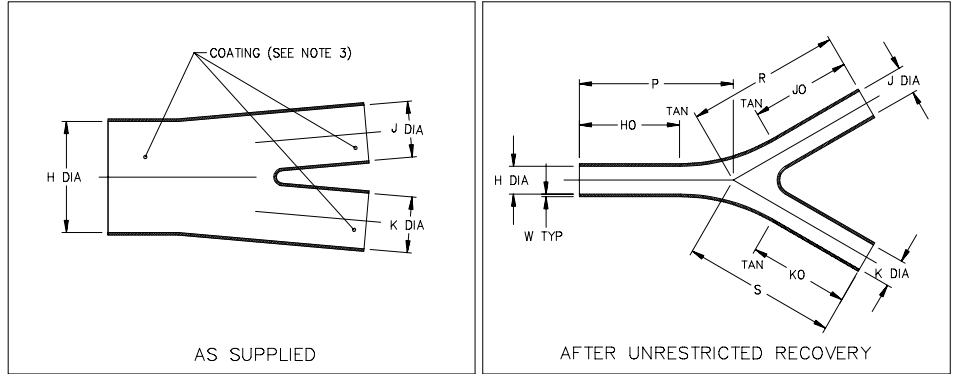 COATING (SEE NOTE 3)
J DIA
H DIA
K DIA
AS SUPPLIED
P
R
JO
J DIA
HO
TAN
TAN
H DIA
W TYP
TAN
KO
K DIA
S
AFTER UNRESTRICTED RECOVERY